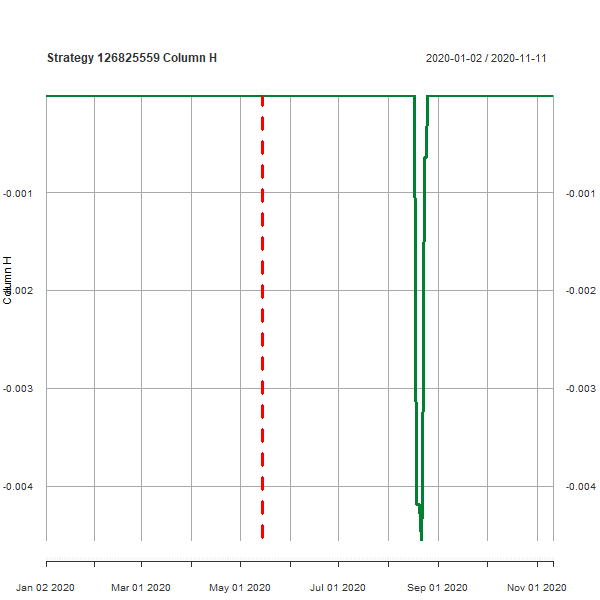 Strategy 126825559 Column H
2020-01-02 / 2020-11-11
-0.001
-0.001
Column H
-0.002
-0.002
-0.003
-0.003
-0.004
-0.004
Jan 02 2020
Mar 01 2020
May 01 2020
Jul 01 2020
Sep 01 2020
Nov 01 2020